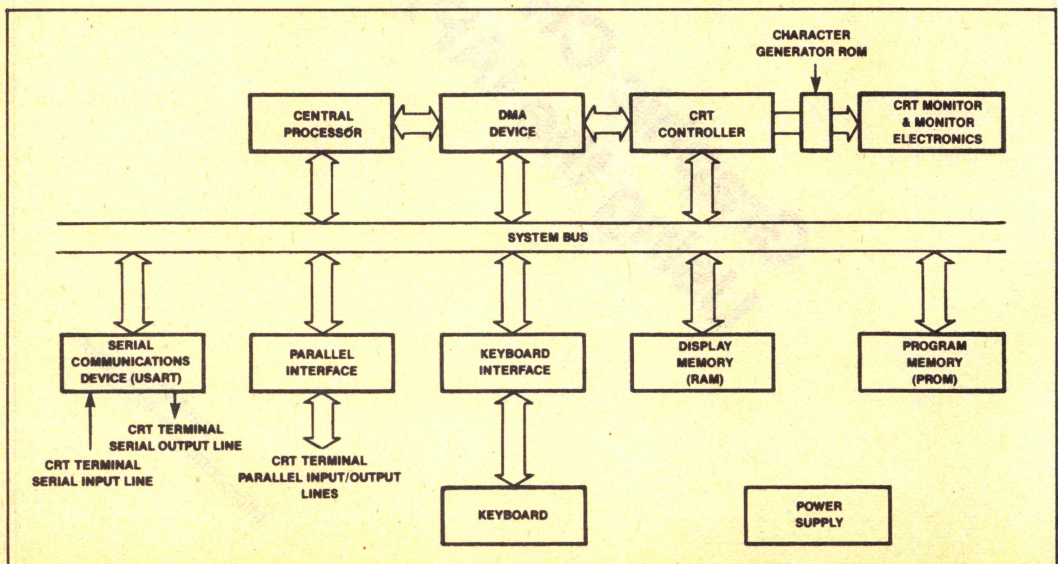 CHARACTER
GENERATOR ROM
CENTRAL
PROCESSOR
DMA
DEVICE
CRT
CONTROLLER
CRT MONITOR
& MONITOR
ELECTRONICS
SYSTEM BUS
SERIAL
COMMUNICATIONS
DEVICE (USART)
PARALLEL
INTERFACE
KEYBOARD
INTERFACE
DISPLAY
MEMORY
(RAM)
PROGRAM
MEMORY
(PROM)
CRT TERMINAL
SERIAL OUTPUT LINE
CRT TERMINAL
SERIAL INPUT LINE
CRT TERMINAL
PARALLEL INPUT/OUTPUT
LINES
KEYBOARD
POWER
SUPPLY